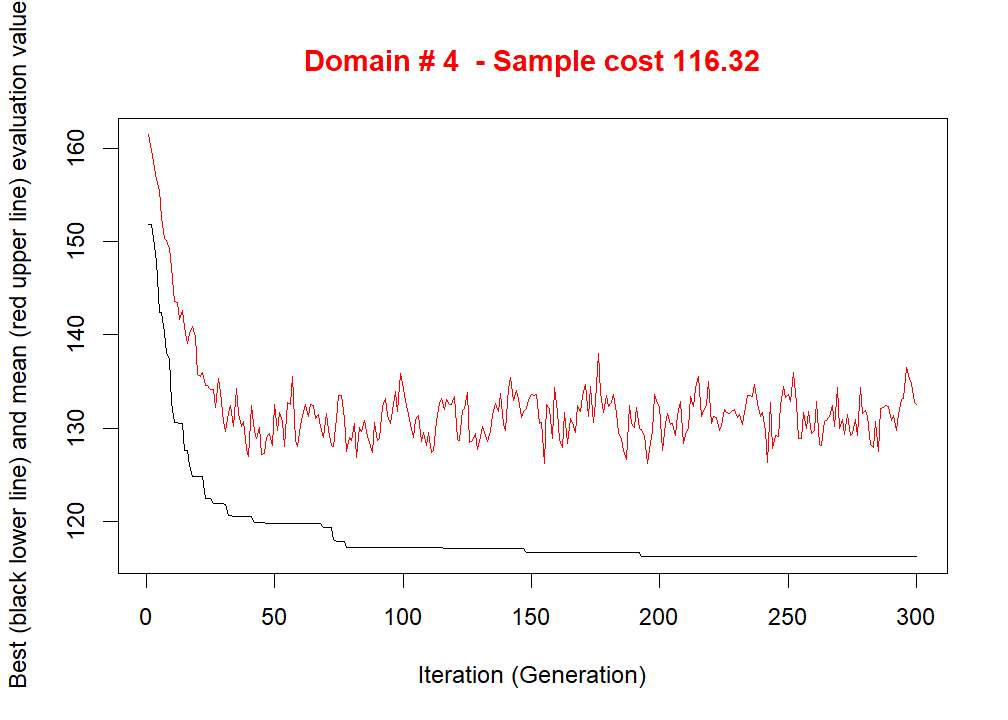 Domain # 4  - Sample cost 116.32
Best (black lower line) and mean (red upper line) evaluation value
160
150
140
130
120
0 50 100 150 200 250 300
Iteration (Generation)